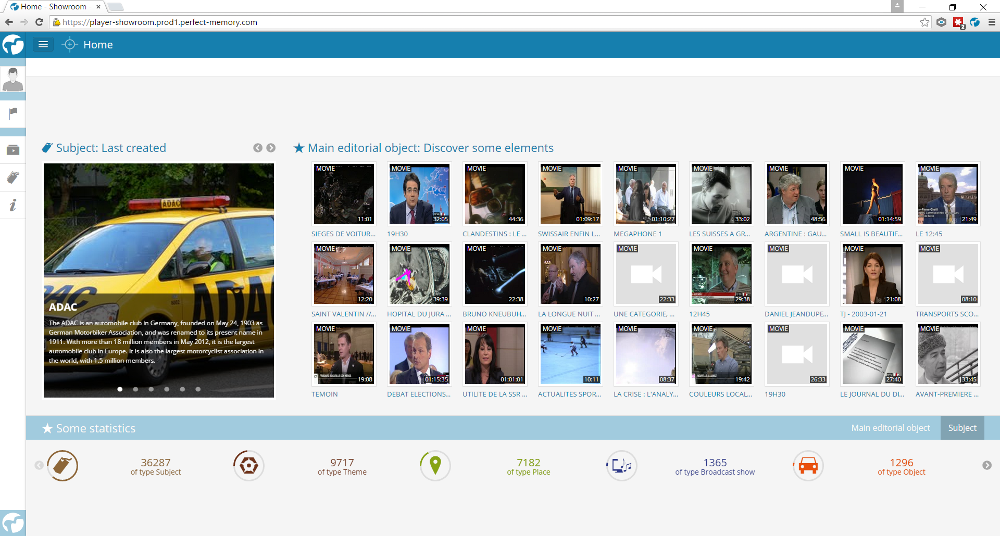 Home - Showroom -
https://player-showroom.prod1.perfect-memory.com
2
Home
Subject: Last created
Main editorial object: Discover some elements
ADAC
ADAC
ADAC
The ADAC is an automobile club in Germany, founded on May 24, 1903 as
German Motorbiker Association, and was renamed to its present name in
1911. With more than 18 million members in May 2012, it is the largest
automobile club in Europe. It is also the largest motorcyclist association in
the world, with 1.5 million members.
MOVIE MOVIE MOVIE MOVIE MOVIE MOVIE MOVIE MOVIE MOVIE
11:01 32:05 44:36 01:09:17 01:10:27 33:02 48:56 01:14:59 21:49
SIEGES DE VOITUR... 19H30 CLANDESTINS : LE ... SWISSAIR ENFIN L... MEGAPHONE 1 LES SUISSES A GR... ARGENTINE : GAU... SMALL IS BEAUTIF... LE 12:45
MOVIE MOVIE MOVIE MOVIE MOVIE MOVIE MOVIE MOVIE MOVIE
12:20 39:39 22:38 10:27 22:33 29:38 21:08 08:10
SAINT VALENTIN //... HOPITAL DU JURA ... BRUNO KNEUBUH... LA LONGUE NUIT ... UNE CATEGORIE, ... 12H45 DANIEL JEANDUPE... TJ - 2003-01-21 TRANSPORTS SCO...
MOVIE MOVIE MOVIE MOVIE MOVIE MOVIE MOVIE MOVIE MOVIE
FRIBOURG ACCUEILLE SON HÉROS
NOUVELLE ALLIANCE
19:08 01:15:35 01:01:01 10:11 08:37 19:42 26:33 27:40 33:45
TEMOIN DEBAT ELECTIONS... UTILITE DE LA SSR ... ACTUALITES SPOR... LA CRISE : L'ANALY... COULEURS LOCAL... 19H30 LE JOURNAL DU DI... AVANT-PREMIERE ...
Some statistics
Main editorial object
Subject
36287
of type Subject
9717
of type Theme
7182
of type Place
1365
of type Broadcast show
1296
of type Object